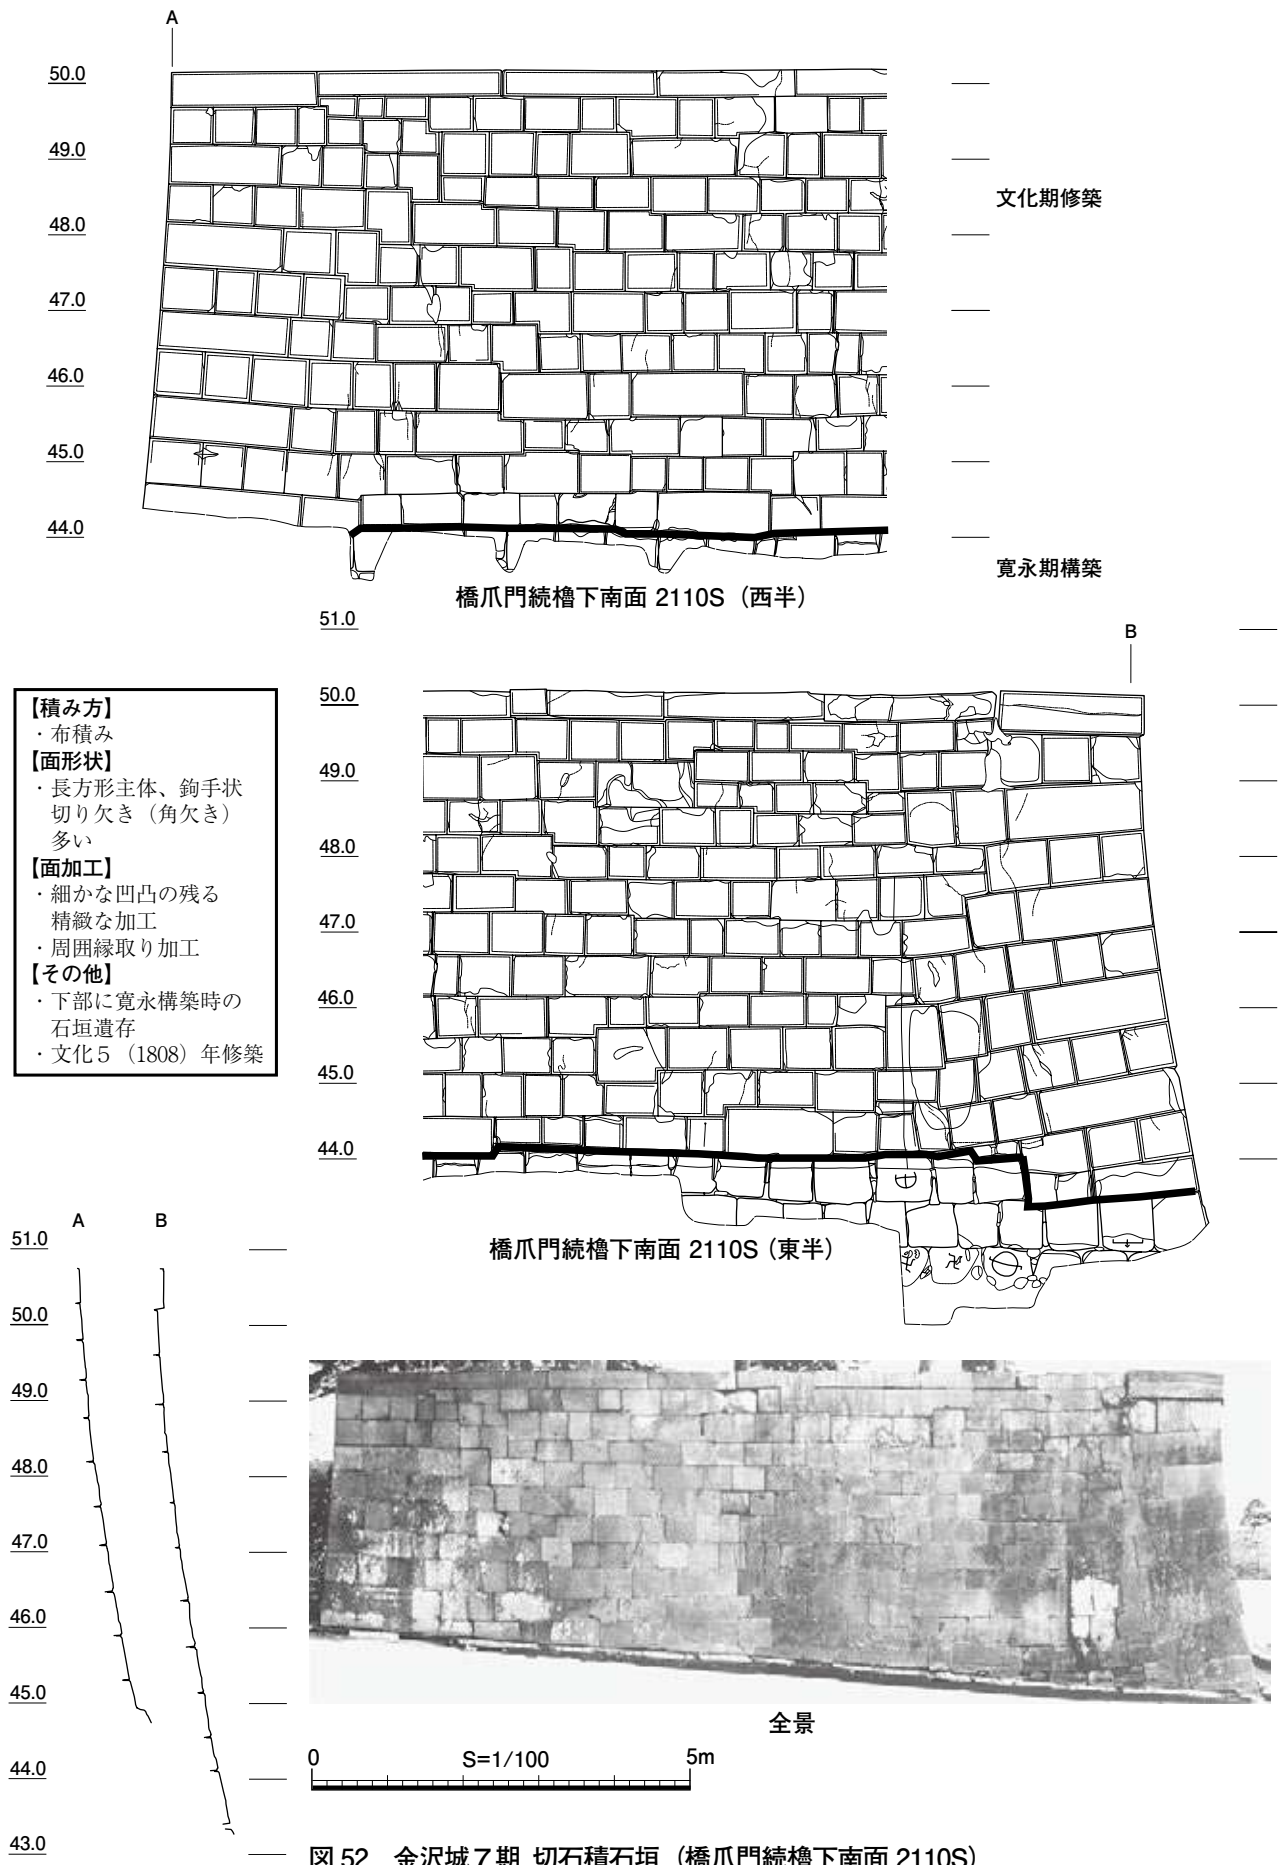 A
50.0
49.0
48.0
47.0
46.0
45.0
44.0
文化期修築
寛永期構築
橋爪門続櫓下南面 2110S（西半）
51.0
B
50.0
49.0
48.0
47.0
46.0
45.0
44.0
橋爪門続櫓下南面 2110S（東半）
【積み方】
・布積み
【面形状】
・長方形主体、鉤手状
切り欠き（角欠き）
多い
【面加工】
・細かな凹凸の残る
精緻な加工
・周囲縁取り加工
【その他】
・下部に寛永構築時の
石垣遺存
・文化５（1808）年修築
A B
51.0
50.0
49.0
48.0
47.0
46.0
45.0
44.0
43.0
全景
0 S=1/100 5m
図 52 金沢城７期 切石積石垣（橋爪門続櫓下南面 2110S）